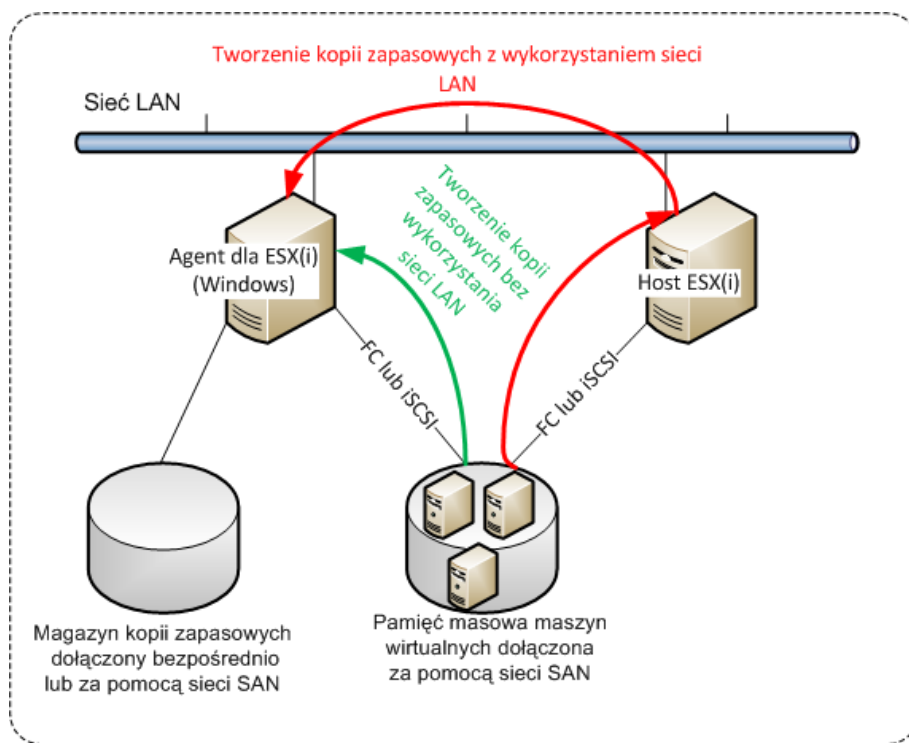 Tworzenie kopii zapasowych z wykorzystaniem sieci
LAN
Sieć LAN
Tworzenie kopii
zapasowych bez
wykorzystania
sieci LAN
Agent dla ESX(i)
(Windows)
Host ESX(i)
FC lub iSCSI
FC lub iSCSI
Magazyn kopii zapasowych
dołączony bezpośrednio
lub za pomocą sieci SAN
Pamięć masowa maszyn
wirtualnych dołączona
za pomocą sieci SAN